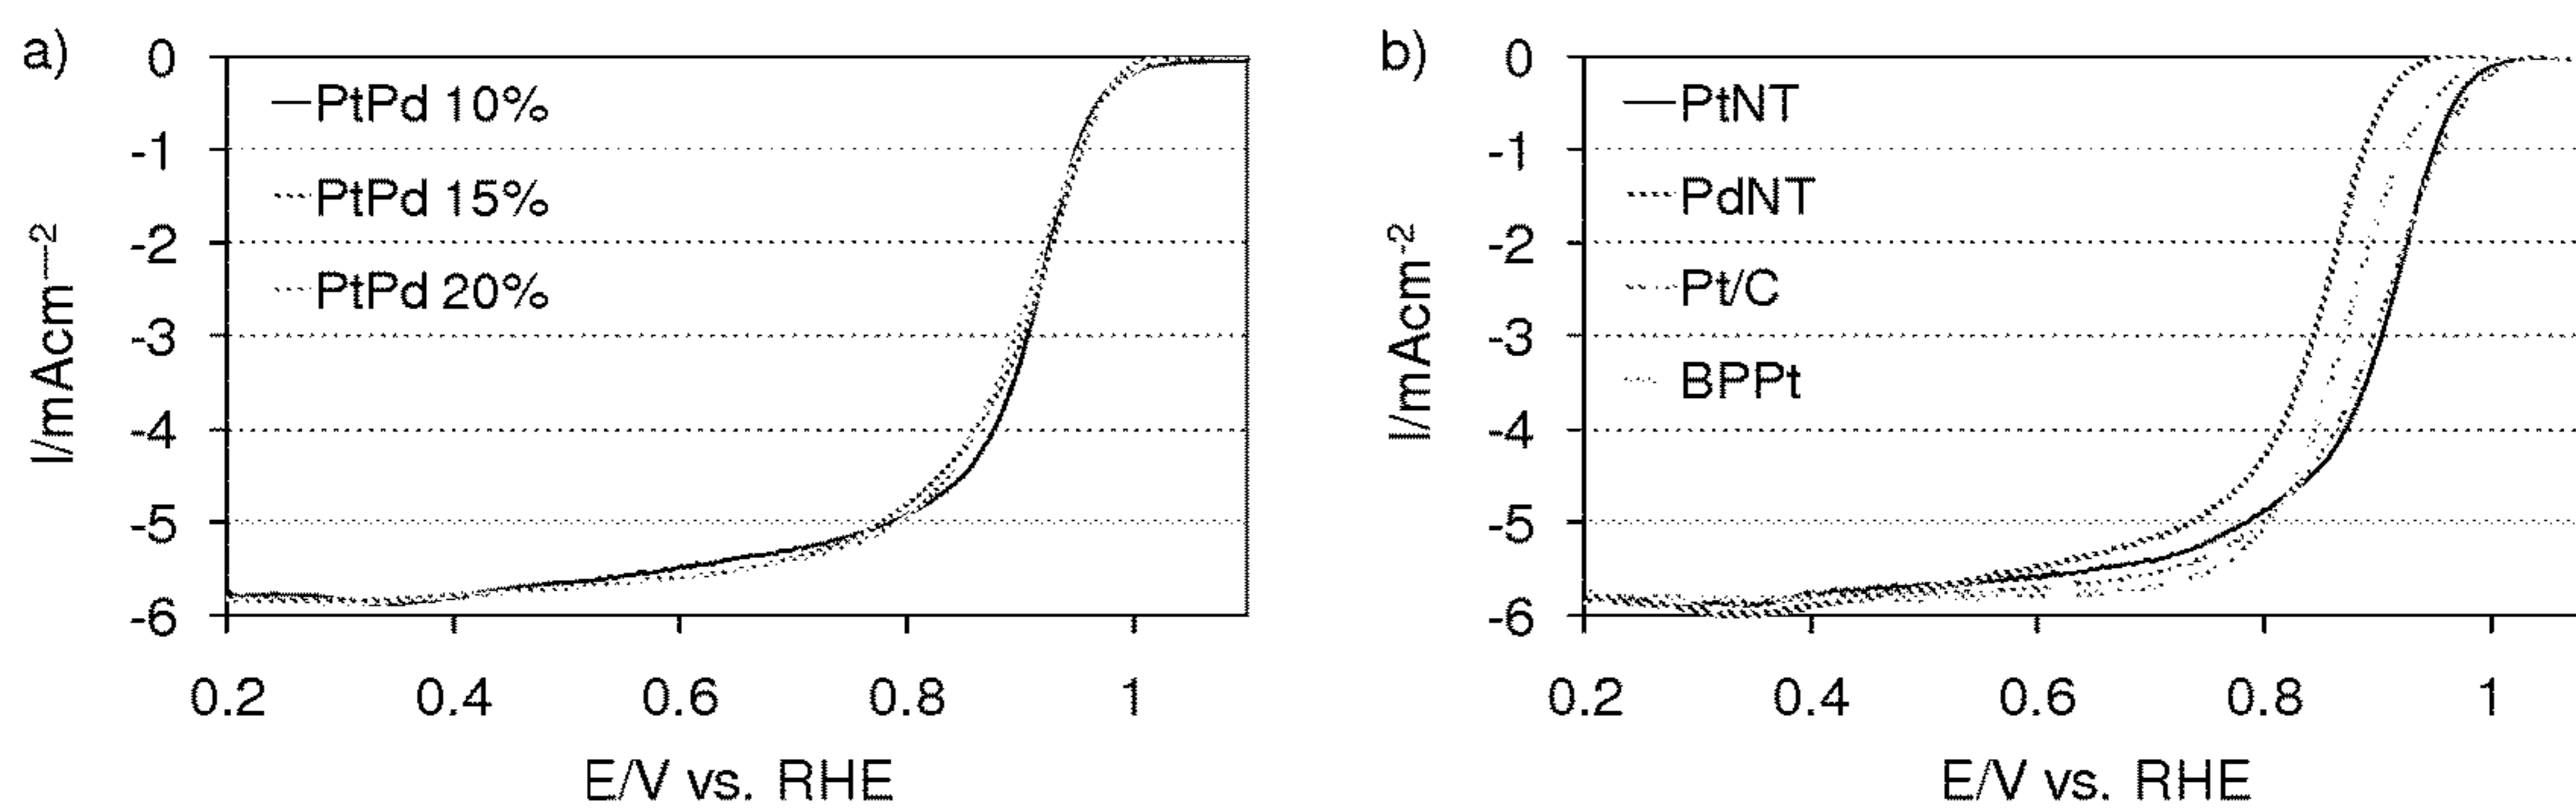 a)
0
-1
-2
-3
-4
-5
-6
I/mAcm—2
PtPd 10%
PtPd 15%
PtPd 20%
0.2 0.4 0.6 0.8 1
E/V vs. RHE
b)
0
-1
-2
-3
-4
-5
-6
I/mAcm-2
PtNT
PdNT
Pt/C
BPPt
0.2 0.4 0.6 0.8 1
E/V vs. RHE